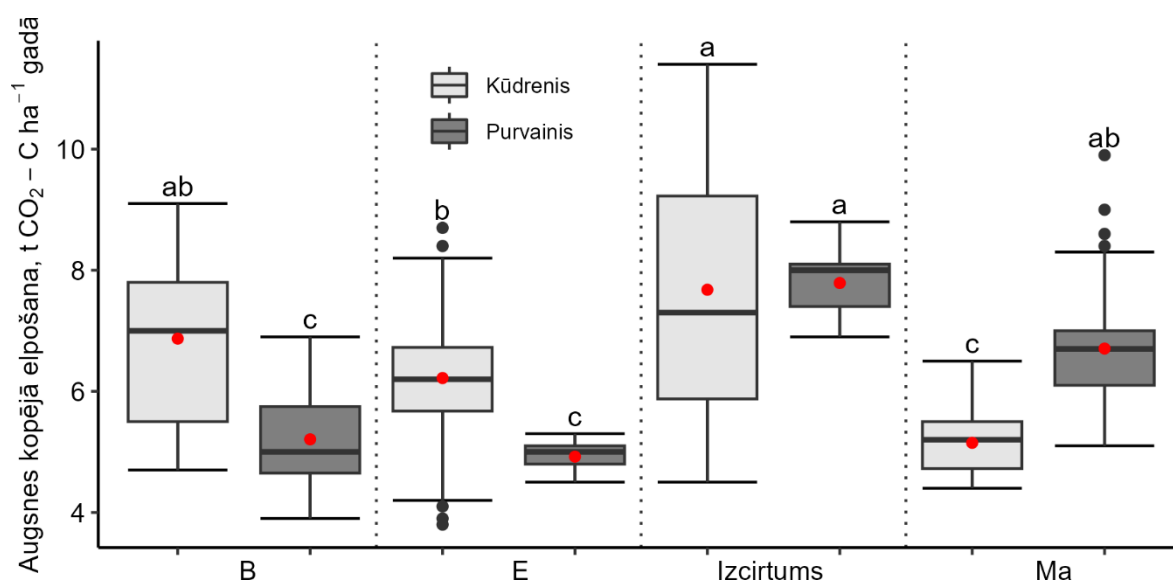 Augsnes kopējā elpošana, t CO₂ – C ha⁻¹ gadā
Kūdrenis
Purvainis
10
8
6
4
ab
c
b
c
a
a
c
ab
B
E
Izcirtums
Ma